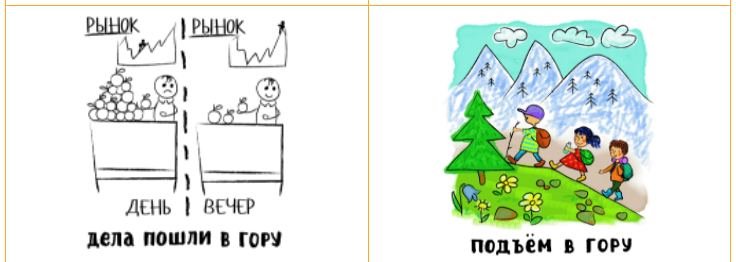 РЫНОК
РЫНОК
ДЕНЬ
ВЕЧЕР
дела пошли в гору
подъём в гору